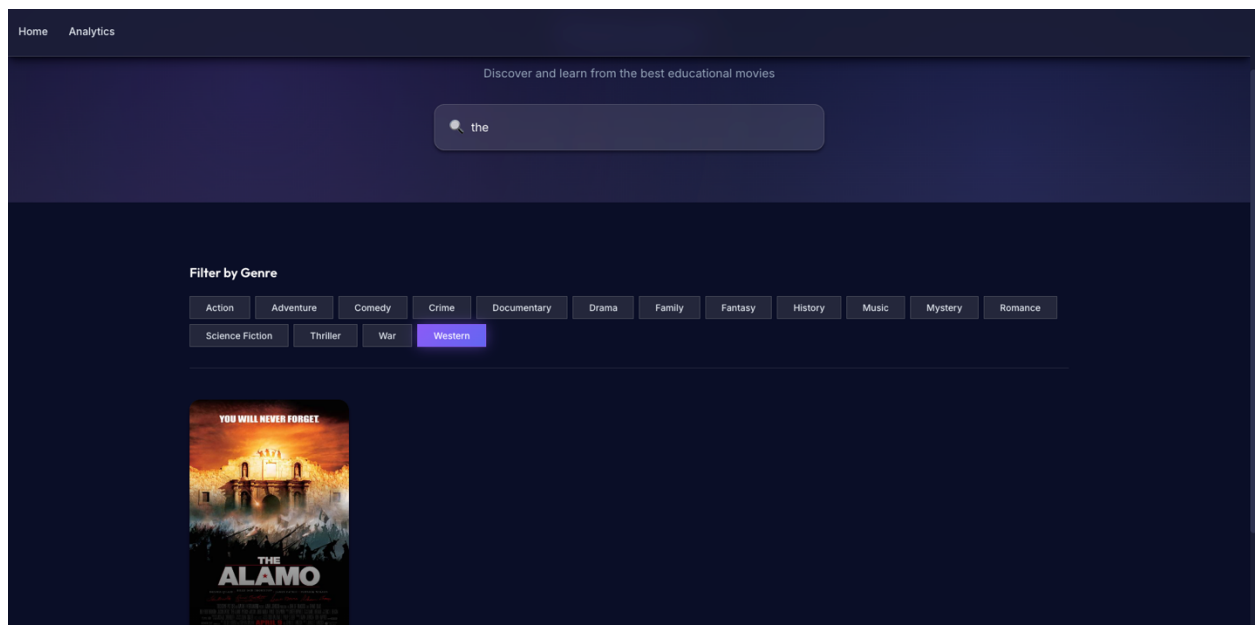 Home Analytics
Discover and learn from the best educational movies
the
Filter by Genre
Action Adventure Comedy Crime Documentary Drama Family Fantasy History Music Mystery Romance
Science Fiction Thriller War Western
YOU WILL NEVER FORGET
THE
ALAMO